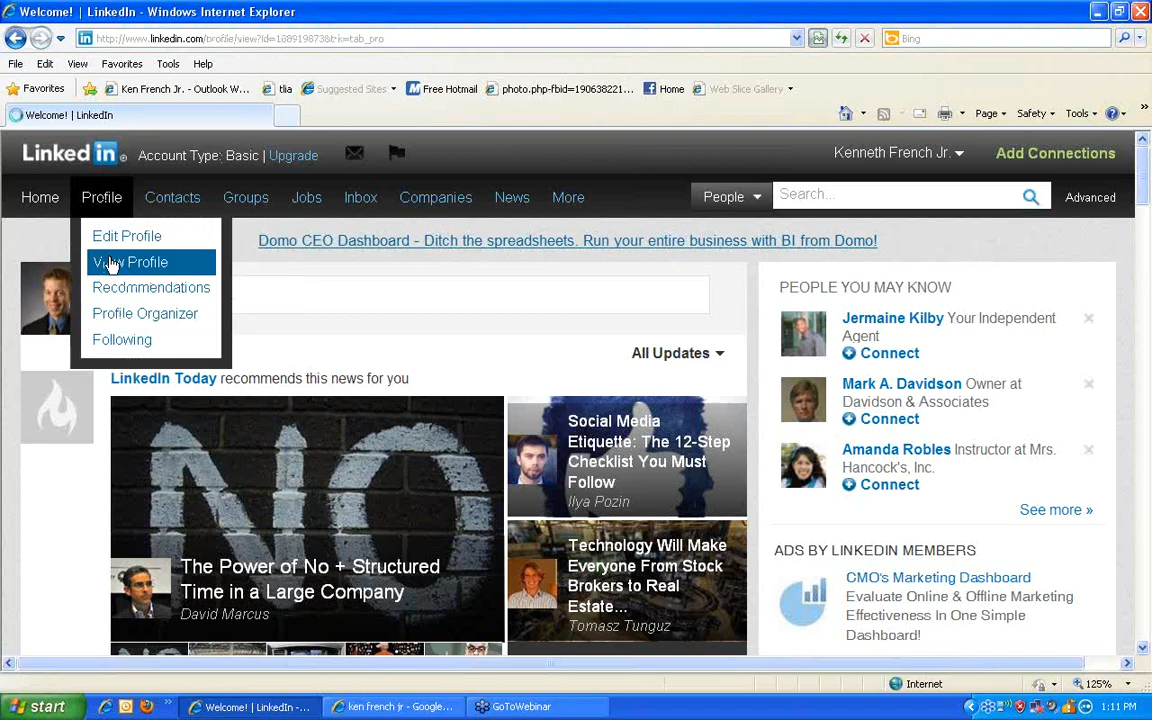 Welcome! | LinkedIn - Windows Internet Explorer
http://www.linkedin.com/profile/view?id=188919873&trk=tab_pro
Bing
File Edit View Favorites Tools Help
Favorites Ken French Jr. - Outlook W... tlia Suggested Sites Free Hotmail photo.php-fbid=190638221... Home Web Slice Gallery
Welcome! | LinkedIn
Page Safety Tools
Linked in Account Type: Basic | Upgrade
Kenneth French Jr. Add Connections
Home Profile Contacts Groups Jobs Inbox Companies News More
People Search... Advanced
Edit Profile
View Profile
Recommendations
Profile Organizer
Following
Domo CEO Dashboard - Ditch the spreadsheets. Run your entire business with BI from Domo!
All Updates
LinkedIn Today recommends this news for you
NO
The Power of No + Structured
Time in a Large Company
David Marcus
Social Media
Etiquette: The 12-Step
Checklist You Must
Follow
Ilya Pozin
Technology Will Make
Everyone From Stock
Brokers to Real
Estate...
Tomasz Tunguz
PEOPLE YOU MAY KNOW
Jermaine Kilby Your Independent
Agent
Connect
Mark A. Davidson Owner at
Davidson & Associates
Connect
Amanda Robles Instructor at Mrs.
Hancock's, Inc.
Connect
See more »
ADS BY LINKEDIN MEMBERS
CMO's Marketing Dashboard
Evaluate Online & Offline Marketing
Effectiveness In One Simple
Dashboard!
Internet 125%
start Welcome! | LinkedIn -... ken french jr - Google... GoToWebinar 1:11 PM